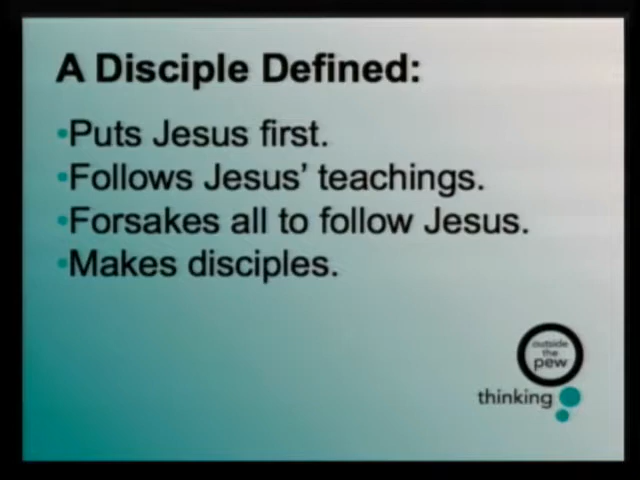 A Disciple Defined:
•Puts Jesus first.
•Follows Jesus' teachings.
•Forsakes all to follow Jesus.
•Makes disciples.
outside
the
pew
thinking